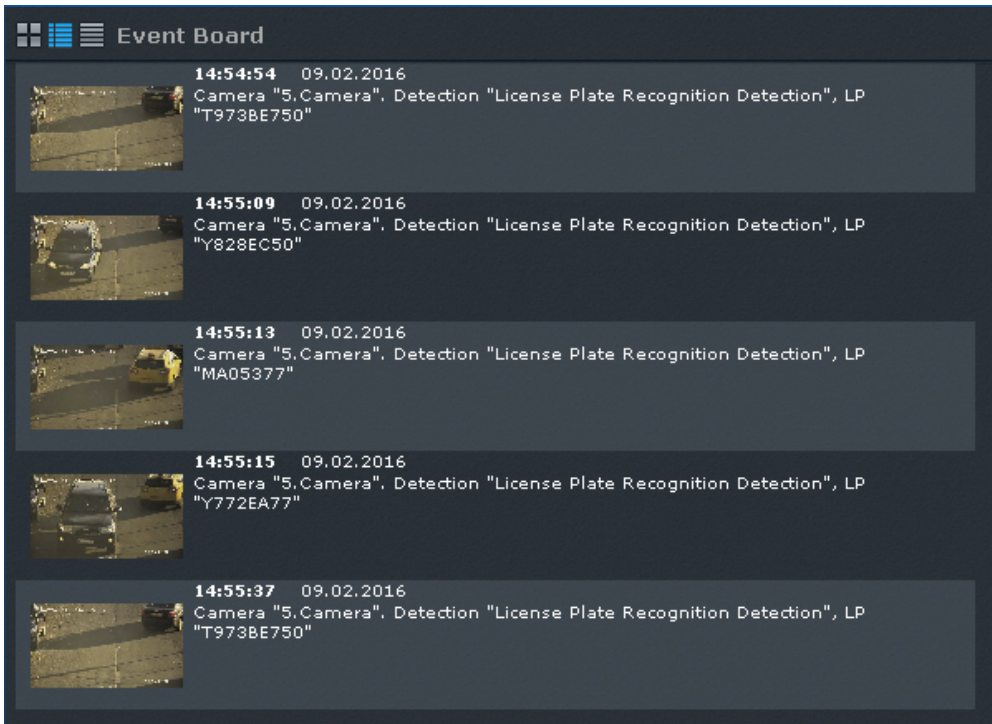 Event Board
14:54:54 09.02.2016
Camera "5.Camera". Detection "License Plate Recognition Detection", LP
"T973BE750"
14:55:09 09.02.2016
Camera "5.Camera". Detection "License Plate Recognition Detection", LP
"Y828EC50"
14:55:13 09.02.2016
Camera "5.Camera". Detection "License Plate Recognition Detection", LP
"MA05377"
14:55:15 09.02.2016
Camera "5.Camera". Detection "License Plate Recognition Detection", LP
"Y772EA77"
14:55:37 09.02.2016
Camera "5.Camera". Detection "License Plate Recognition Detection", LP
"T973BE750"